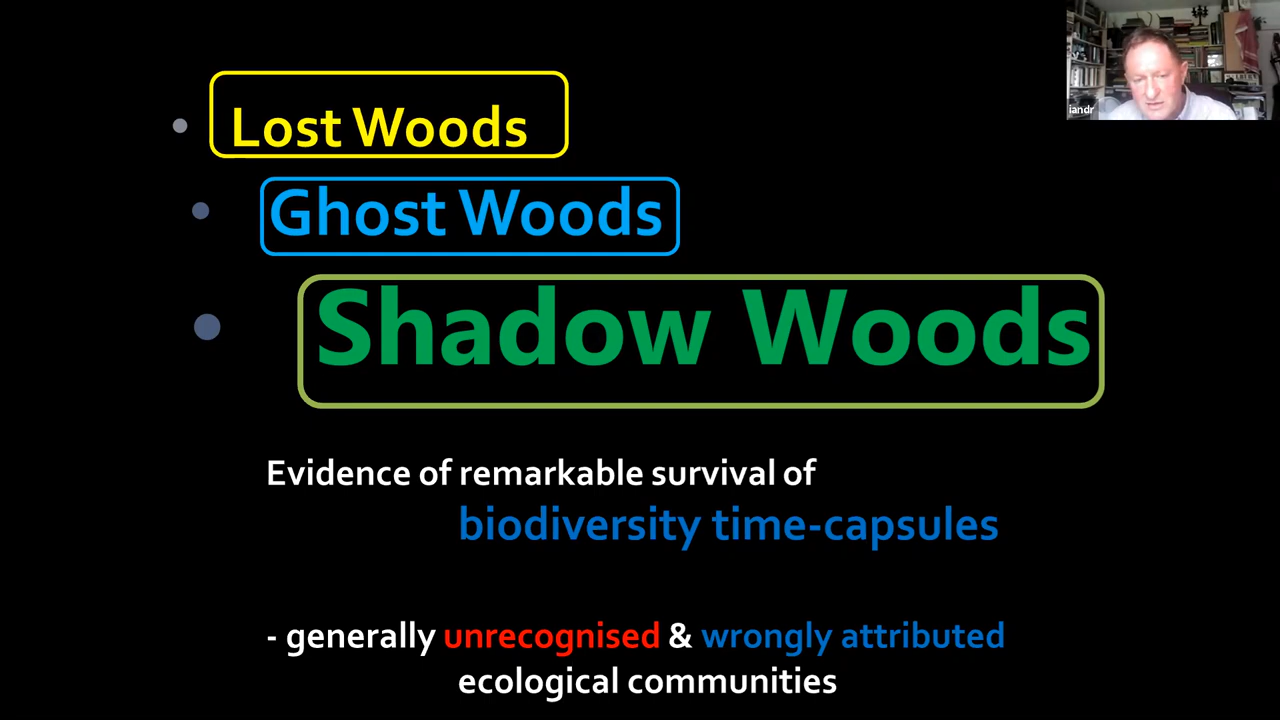 Lost Woods
Ghost Woods
Shadow Woods
Evidence of remarkable survival of
biodiversity time-capsules
- generally unrecognised & wrongly attributed
ecological communities
iandr